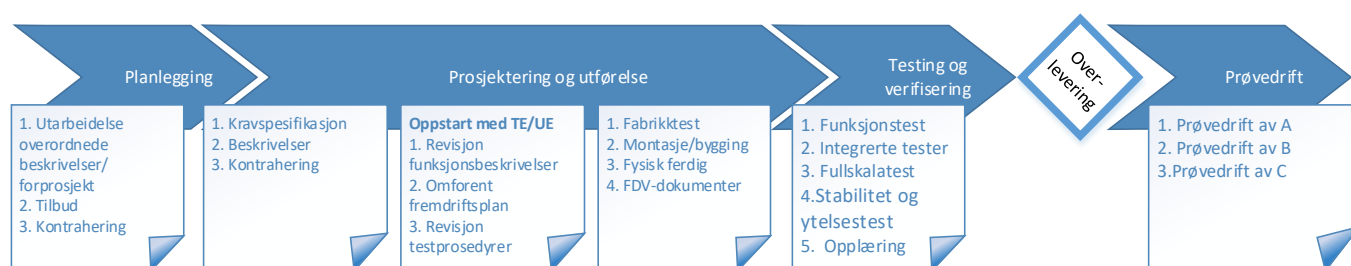 Planlegging
Prosjektering og utførelse
Testing og
verifisering
Over-
levering
Prøvedrift
1. Utarbeidelse
overordnede
beskrivelser/
forprosjekt
2. Tilbud
3. Kontrahering
1. Kravspesifikasjon
2. Beskrivelser
3. Kontrahering
Oppstart med TE/UE
1. Revisjon
funksjonsbeskrivelser
2. Omforent
fremdriftsplan
3. Revisjon
testprosedyrer
1. Fabrikktest
2. Montasje/bygging
3. Fysisk ferdig
4. FDV-dokumenter
1. Funksjonstest
2. Integrerte tester
3. Fullskalatest
4.Stabilitet og
ytelsestest
5. Opplæring
1. Prøvedrift av A
2. Prøvedrift av B
3.Prøvedrift av C